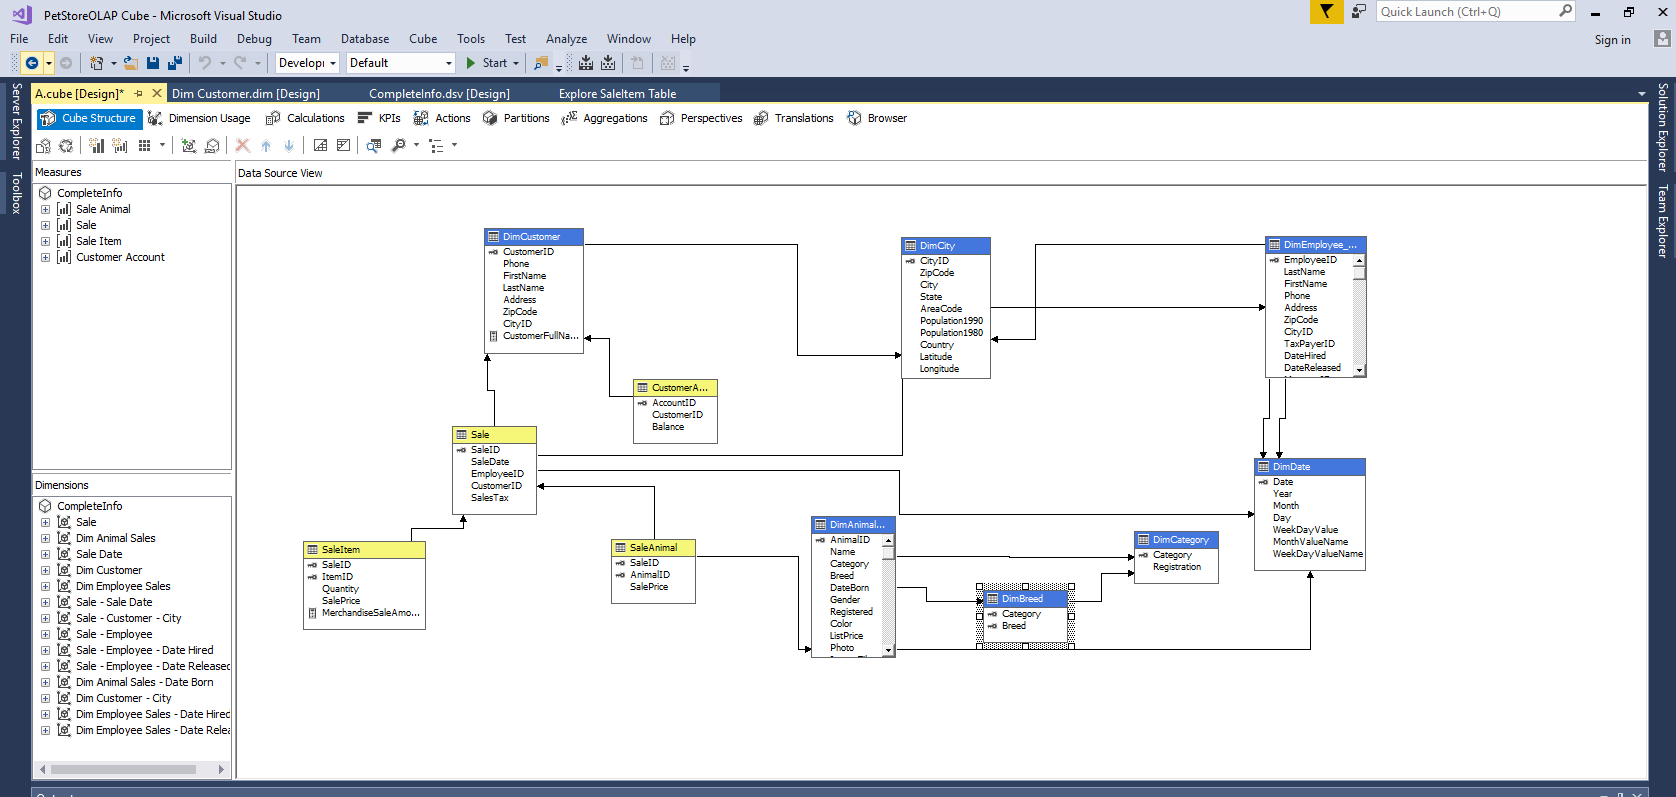 PetStoreOLAP Cube - Microsoft Visual Studio
Quick Launch (Ctrl+Q)
File Edit View Project Build Debug Team Database Cube Tools Test Analyze Window Help
Sign in
Develop Default Start
Server Explorer
Toolbox
Solution Explorer
Team Explorer
A.cube [Design]* Dim Customer.dim [Design] CompleteInfo.dsv [Design] Explore SaleItem Table
Cube Structure Dimension Usage Calculations KPIs Actions Partitions Aggregations Perspectives Translations Browser
Measures
CompleteInfo
Sale Animal
Sale
Sale Item
Customer Account
Dimensions
CompleteInfo
Sale
Dim Animal Sales
Sale Date
Dim Customer
Dim Employee Sales
Sale - Sale Date
Sale - Customer - City
Sale - Employee
Sale - Employee - Date Hired
Sale - Employee - Date Released
Dim Animal Sales - Date Born
Dim Customer - City
Dim Employee Sales - Date Hired
Dim Employee Sales - Date Rele
Data Source View
DimCustomer
CustomerID
Phone
FirstName
LastName
Address
ZipCode
CityID
CustomerFullNa...
DimCity
CityID
ZipCode
City
State
AreaCode
Population1990
Population1980
Country
Latitude
Longitude
DimEmployee_...
EmployeeID
LastName
FirstName
Phone
Address
ZipCode
CityID
TaxPayerID
DateHired
DateReleased
CustomerA...
AccountID
CustomerID
Balance
Sale
SaleID
SaleDate
EmployeeID
CustomerID
SalesTax
DimDate
Date
Year
Month
Day
WeekDayValue
MonthValueName
WeekDayValueName
SaleItem
SaleID
ItemID
Quantity
SalePrice
MerchandiseSaleAmo...
SaleAnimal
SaleID
AnimalID
SalePrice
DimAnimal...
AnimalID
Name
Category
Breed
DateBorn
Gender
Registered
Color
ListPrice
Photo
DimCategory
Category
Registration
DimBreed
Category
Breed